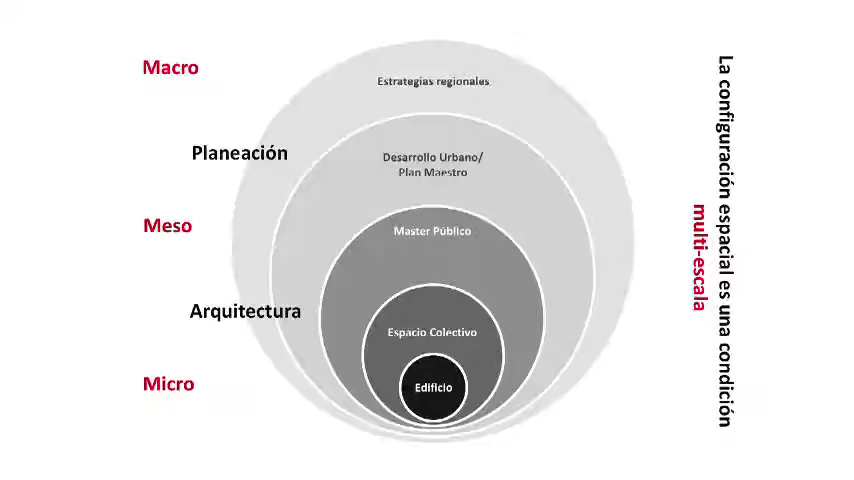 Macro
Estrategias regionales
Planeación
Desarrollo Urbano/
Plan Maestro
Meso
Master Público
Arquitectura
Espacio Colectivo
Micro
Edificio
La configuración espacial es una condición
multi-escala